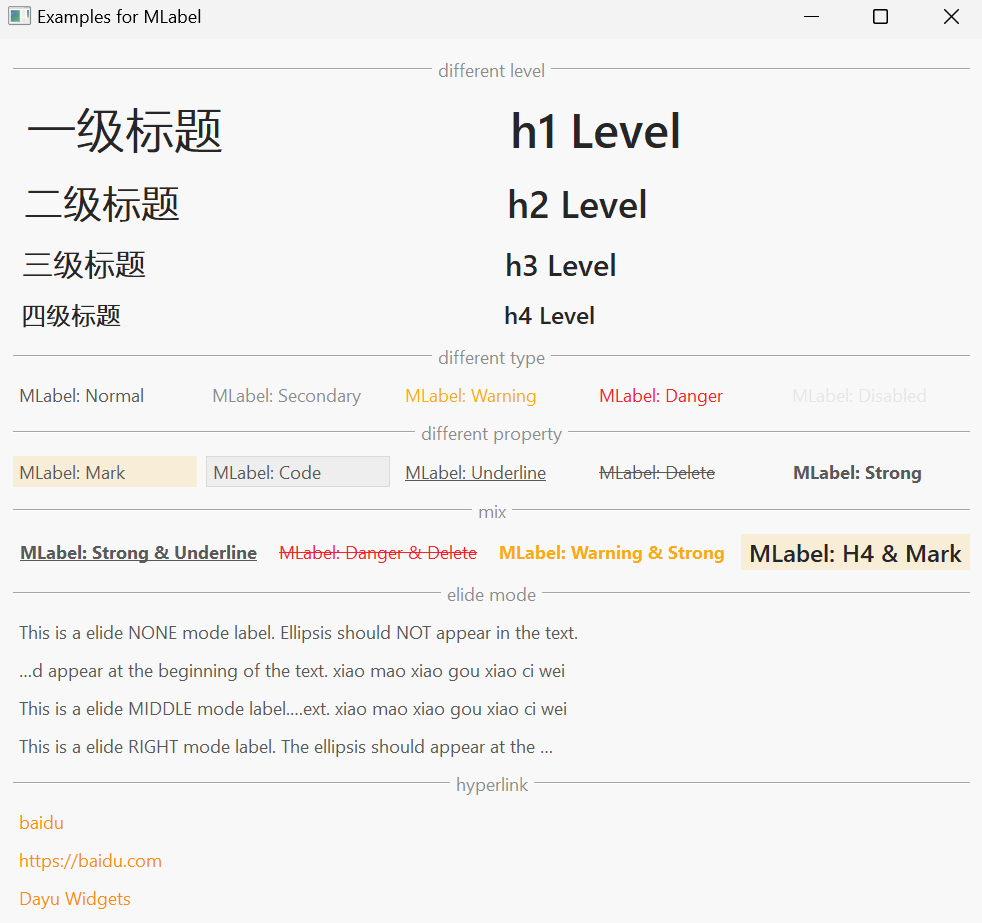 Examples for MLabel
different level
一级标题 h1 Level
二级标题 h2 Level
三级标题 h3 Level
四级标题 h4 Level
different type
MLabel: Normal MLabel: Secondary MLabel: Warning MLabel: Danger MLabel: Disabled
different property
MLabel: Mark MLabel: Code MLabel: Underline MLabel: Delete MLabel: Strong
mix
MLabel: Strong & Underline MLabel: Danger & Delete MLabel: Warning & Strong MLabel: H4 & Mark
elide mode
This is a elide NONE mode label. Ellipsis should NOT appear in the text.
...d appear at the beginning of the text. xiao mao xiao gou xiao ci wei
This is a elide MIDDLE mode label....ext. xiao mao xiao gou xiao ci wei
This is a elide RIGHT mode label. The ellipsis should appear at the ...
hyperlink
baidu
https://baidu.com
Dayu Widgets